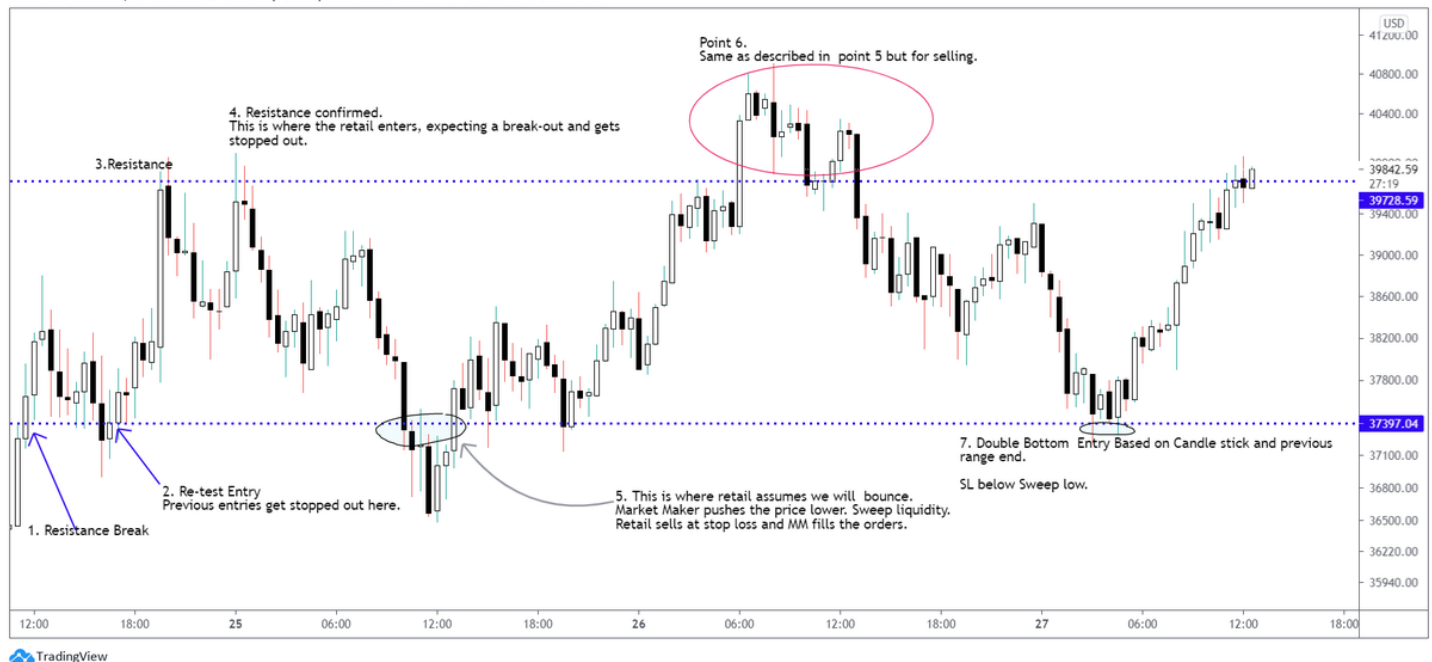 USD
41200.00
Point 6.
Same as described in point 5 but for selling.
40800.00
4. Resistance confirmed.
This is where the retail enters, expecting a break-out and gets
stopped out.
40400.00
3.Resistance
39842.59
27:19
39728.59
39400.00
39000.00
38600.00
38200.00
37800.00
37397.04
7. Double Bottom Entry Based on Candle stick and previous
range end.
SL below Sweep low.
37100.00
2. Re-test Entry
Previous entries get stopped out here.
5. This is where retail assumes we will bounce.
Market Maker pushes the price lower. Sweep liquidity.
Retail sells at stop loss and MM fills the orders.
36800.00
1. Resistance Break
36500.00
36220.00
35940.00
12:00 18:00 25 06:00 12:00 18:00 26 06:00 12:00 18:00 27 06:00 12:00 18:00
TradingView